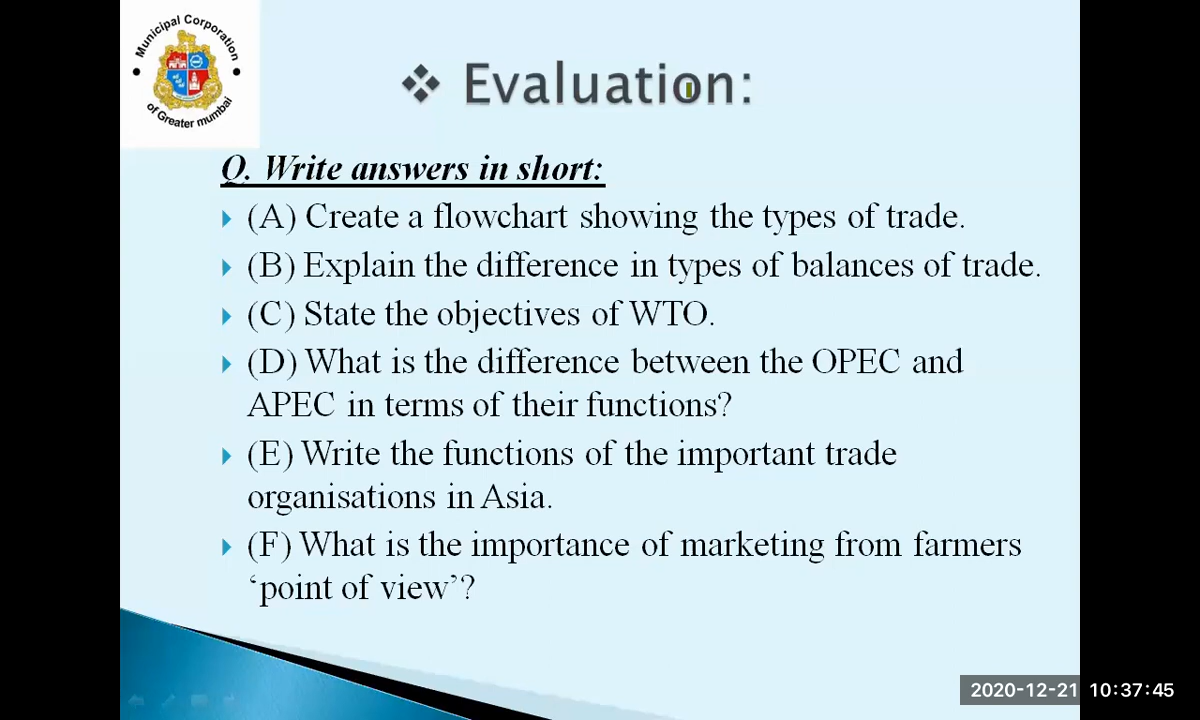 Municipal Corporation
of Greater mumbai
❖ Evaluation:
Q. Write answers in short:
(A) Create a flowchart showing the types of trade.
(B) Explain the difference in types of balances of trade.
(C) State the objectives of WTO.
(D) What is the difference between the OPEC and
APEC in terms of their functions?
(E) Write the functions of the important trade
organisations in Asia.
(F) What is the importance of marketing from farmers
‘point of view’?
2020-12-21 10:37:45